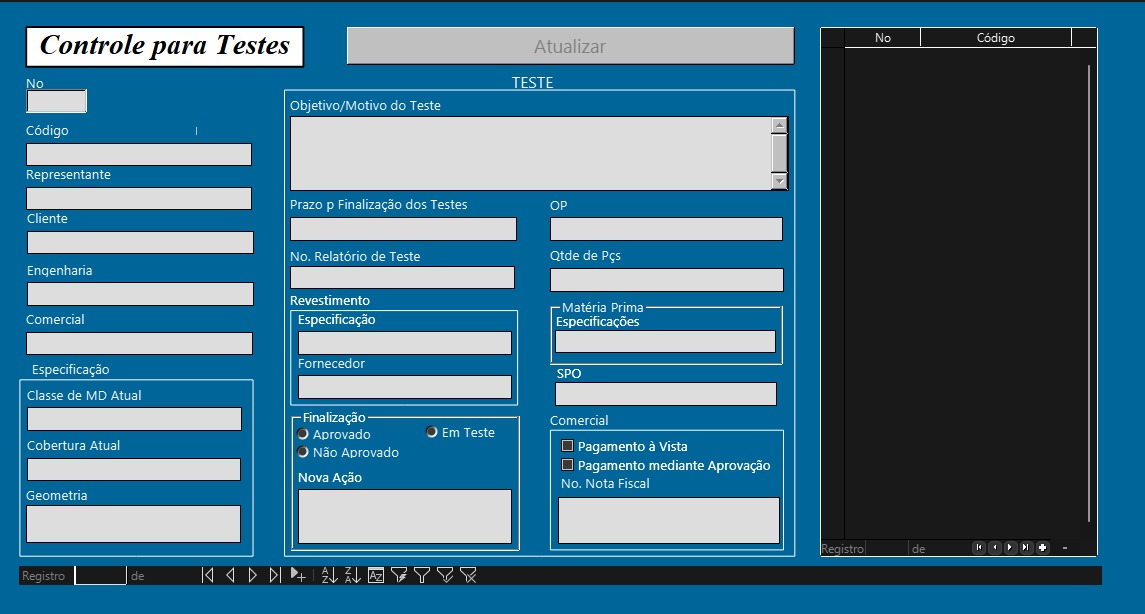 Controle para Testes
Atualizar
No
Código
Representante
Cliente
Engenharia
Comercial
Especificação
Classe de MD Atual
Cobertura Atual
Geometria
TESTE
Objetivo/Motivo do Teste
Prazo p Finalização dos Testes
OP
No. Relatório de Teste
Qtde de Pçs
Revestimento
Especificação
Fornecedor
Matéria Prima
Especificações
SPO
Finalização
Aprovado
Em Teste
Não Aprovado
Nova Ação
Comercial
Pagamento à Vista
Pagamento mediante Aprovação
No. Nota Fiscal
No Código
Registro de
Registro de